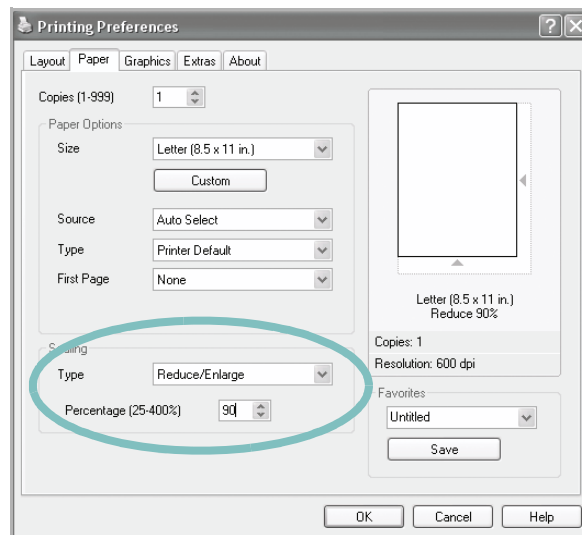 Printing Preferences
Layout Paper Graphics Extras About
Copies (1-999) 1
Paper Options
Size Letter (8.5 x 11 in.)
Custom
Source Auto Select
Type Printer Default
First Page None
Letter (8.5 x 11 in.)
Reduce 90%
Copies: 1
Resolution: 600 dpi
Scaling
Type Reduce/Enlarge
Percentage (25-400%) 90
Favorites
Untitled
Save
OK Cancel Help